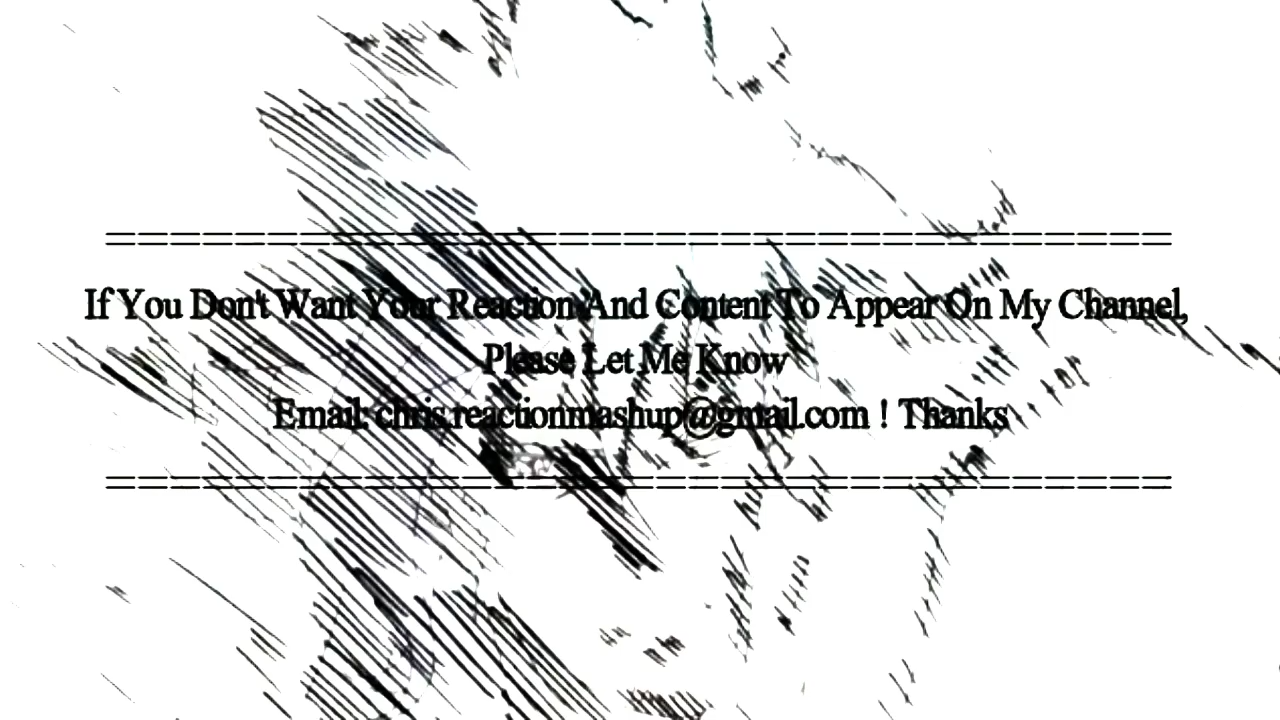 ==================================
If You Don't Want Your Reaction And Content To Appear On My Channel,
Please Let Me Know
Email: chris.reactionmashup@gmail.com ! Thanks
==================================